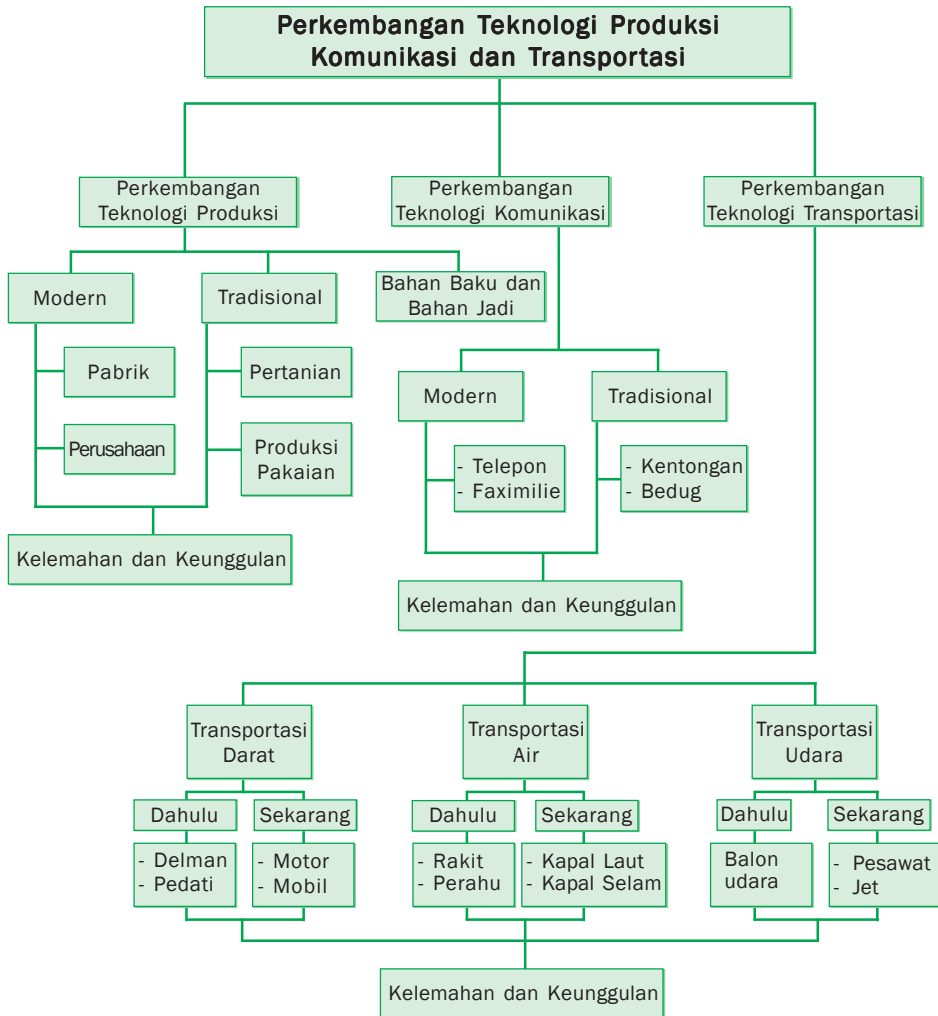 Perkembangan Teknologi Produksi
Komunikasi dan Transportasi
Perkembangan
Teknologi Produksi
Perkembangan
Teknologi Komunikasi
Perkembangan
Teknologi Transportasi
Modern
Tradisional
Bahan Baku dan
Bahan Jadi
Pabrik
Pertanian
Perusahaan
Produksi
Pakaian
Kelemahan dan Keunggulan
Modern
Tradisional
- Telepon
- Faximilie
- Kentongan
- Bedug
Kelemahan dan Keunggulan
Transportasi
Darat
Transportasi
Air
Transportasi
Udara
Dahulu
Sekarang
Dahulu
Sekarang
Dahulu
Sekarang
- Delman
- Pedati
- Motor
- Mobil
- Rakit
- Perahu
- Kapal Laut
- Kapal Selam
Balon
udara
- Pesawat
- Jet
Kelemahan dan Keunggulan